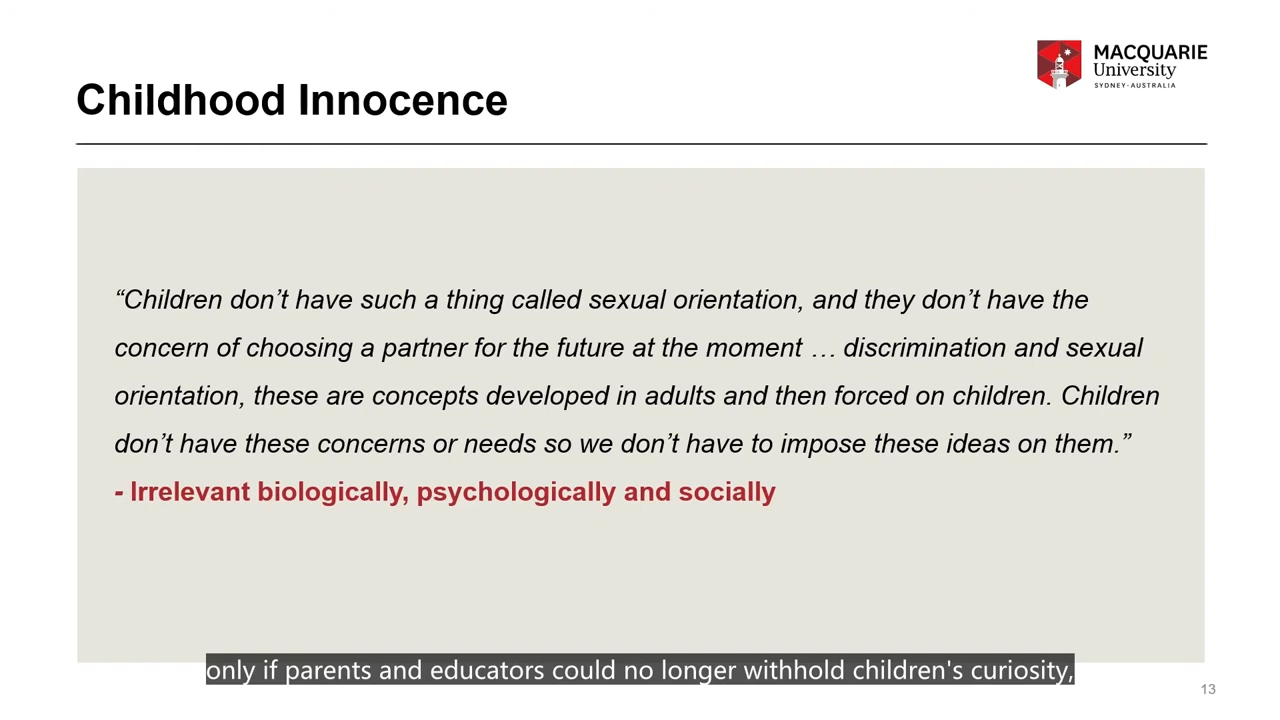 MACQUARIE
University
SYDNEY·AUSTRALIA
Childhood Innocence
“Children don’t have such a thing called sexual orientation, and they don’t have the
concern of choosing a partner for the future at the moment … discrimination and sexual
orientation, these are concepts developed in adults and then forced on children. Children
don’t have these concerns or needs so we don’t have to impose these ideas on them.”
- Irrelevant biologically, psychologically and socially
only if parents and educators could no longer withhold children's curiosity,
13